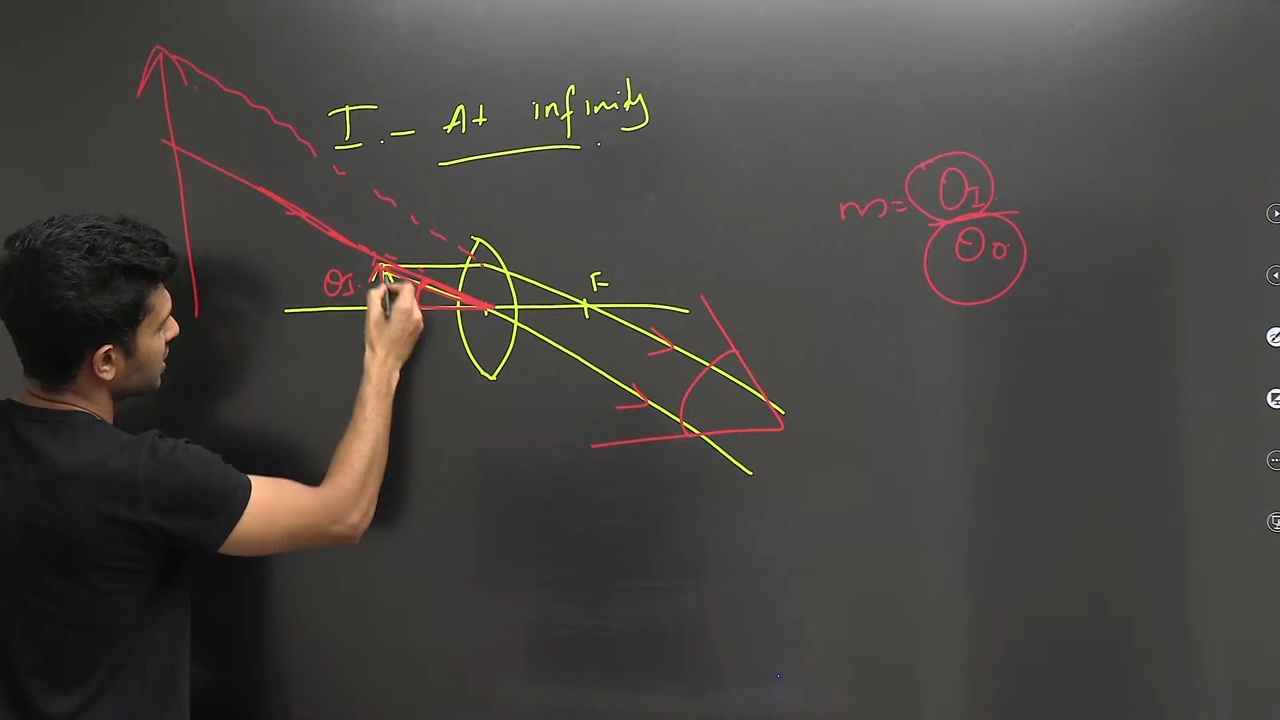 I.- At infinity
m= θI
θo
F
θI.